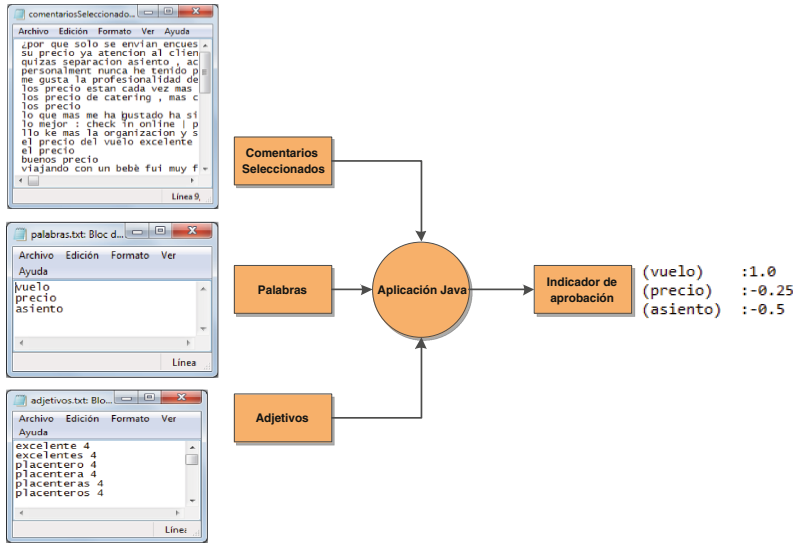 comentariosSeleccionado...
Archivo Edición Formato Ver Ayuda
¿por que solo se envian encues
su precio ya atencion al clien
quizas separacion asiento , ac
personalment nunca he tenido p
me gusta la profesionalidad de
los precio estan cada vez mas
los precio de catering , mas c
los precio
lo que mas me ha gustado ha si
lo mejor : check in online | p
llo ke mas la organizacion y s
el precio del vuelo excelente
el precio
buenos precio
viajando con un bebè fui muy f
Línea 9,
Comentarios
Seleccionados
palabras.txt: Bloc d...
Archivo Edición Formato Ver
Ayuda
vuelo
precio
asiento
Línea
Palabras
Aplicación Java
Indicador de
aprobación
(vuelo) :1.0
(precio) :-0.25
(asiento) :-0.5
adjetivos.txt: Blo...
Archivo Edición Formato Ver
Ayuda
excelente 4
excelentes 4
placentero 4
placentera 4
placenteras 4
placenteros 4
Línea
Adjetivos